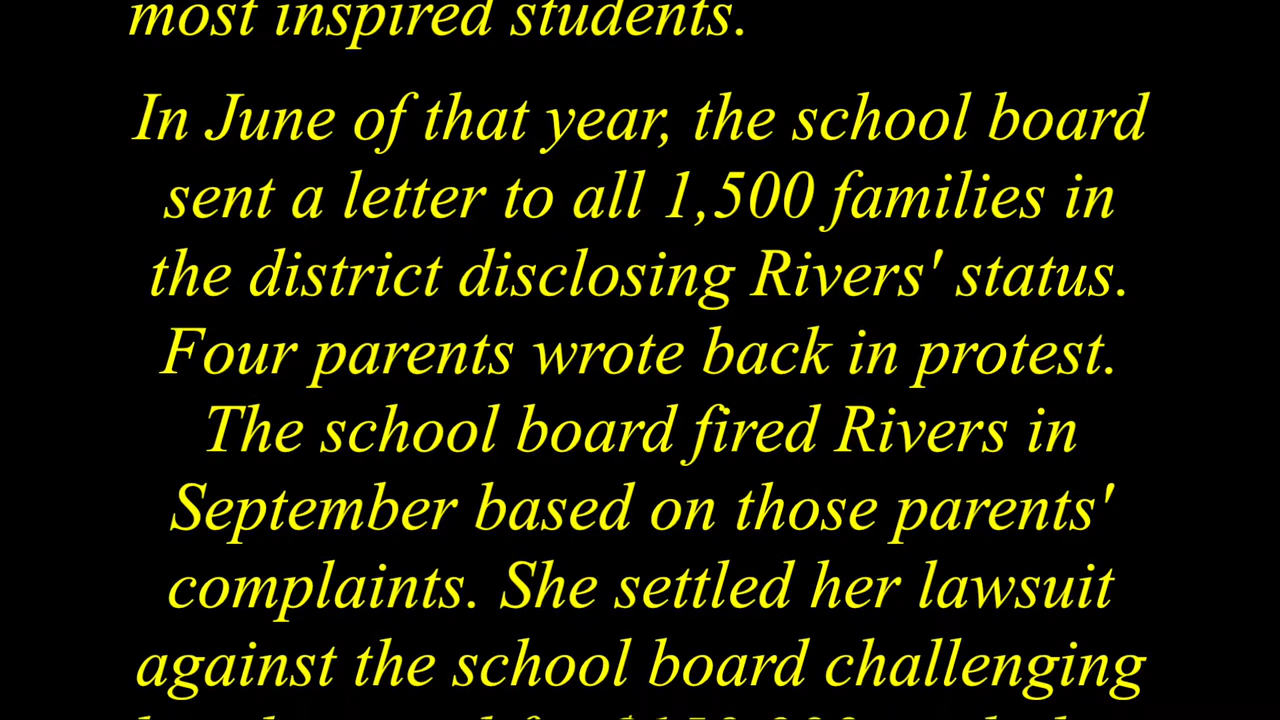 most inspired students.
In June of that year, the school board
sent a letter to all 1,500 families in
the district disclosing Rivers' status.
Four parents wrote back in protest.
The school board fired Rivers in
September based on those parents'
complaints. She settled her lawsuit
against the school board challenging